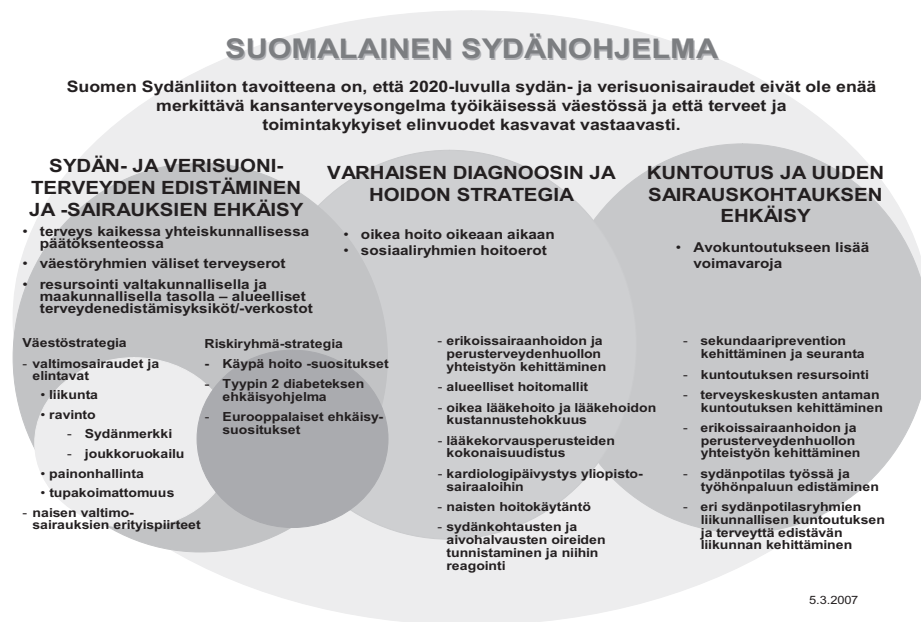 SUOMALAINEN SYDÄNOHJELMA
Suomen Sydänliiton tavoitteena on, että 2020-luvulla sydän- ja verisuonisairaudet eivät ole enää
merkittävä kansanterveysongelma työikäisessä väestössä ja että terveet ja
toimintakykyiset elinvuodet kasvavat vastaavasti.
SYDÄN- JA VERISUONI-
TERVEYDEN EDISTÄMINEN
JA -SAIRAUKSIEN EHKÄISY
• terveys kaikessa yhteiskunnallisessa
päätöksenteossa
• väestöryhmien väliset terveyserot
• resursointi valtakunnallisella ja
maakunnallisella tasolla – alueelliset
terveydenedistämisyksiköt/-verkostot
Väestöstrategia
- valtimosairaudet ja
elintavat
• liikunta
• ravinto
- Sydänmerkki
- joukkoruokailu
• painonhallinta
• tupakoimattomuus
- naisen valtimo-
sairauksien erityispiirteet
Riskiryhmä-strategia
- Käypä hoito -suositukset
- Tyypin 2 diabeteksen
ehkäisyohjelma
- Eurooppalaiset ehkäisy-
suositukset
VARHAISEN DIAGNOOSIN JA
HOIDON STRATEGIA
• oikea hoito oikeaan aikaan
• sosiaaliryhmien hoitoerot
- erikoissairaanhoidon ja
perusterveydenhuollon
yhteistyön kehittäminen
- alueelliset hoitomallit
- oikea lääkehoito ja lääkehoidon
kustannustehokkuus
- lääkekorvausperusteiden
kokonaisuudistus
- kardiologipäivystys yliopisto-
sairaaloihin
- naisten hoitokäytäntö
- sydänkohtausten ja
aivohalvausten oireiden
tunnistaminen ja niihin
reagointi
KUNTOUTUS JA UUDEN
SAIRAUSKOHTAUKSEN
EHKÄISY
• Avokuntoutukseen lisää
voimavaroja
- sekundaariprevention
kehittäminen ja seuranta
- kuntoutuksen resursointi
- terveyskeskusten antaman
kuntoutuksen kehittäminen
- erikoissairaanhoidon ja
perusterveydenhuollon
yhteistyön kehittäminen
- sydänpotilas työssä ja
työhönpaluun edistäminen
- eri sydänpotilasryhmien
liikunnallisen kuntoutuksen
ja terveyttä edistävän
liikunnan kehittäminen
5.3.2007